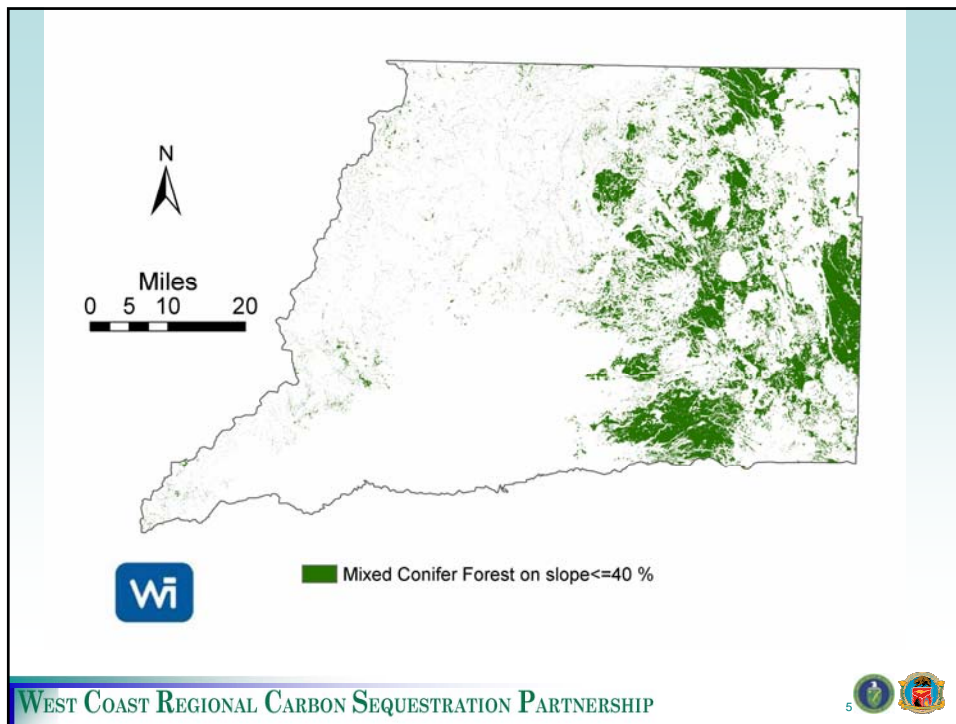 N
Miles
0 5 10 20
Mixed Conifer Forest on slope<=40 %
Wi
WEST COAST REGIONAL CARBON SEQUESTRATION PARTNERSHIP
5